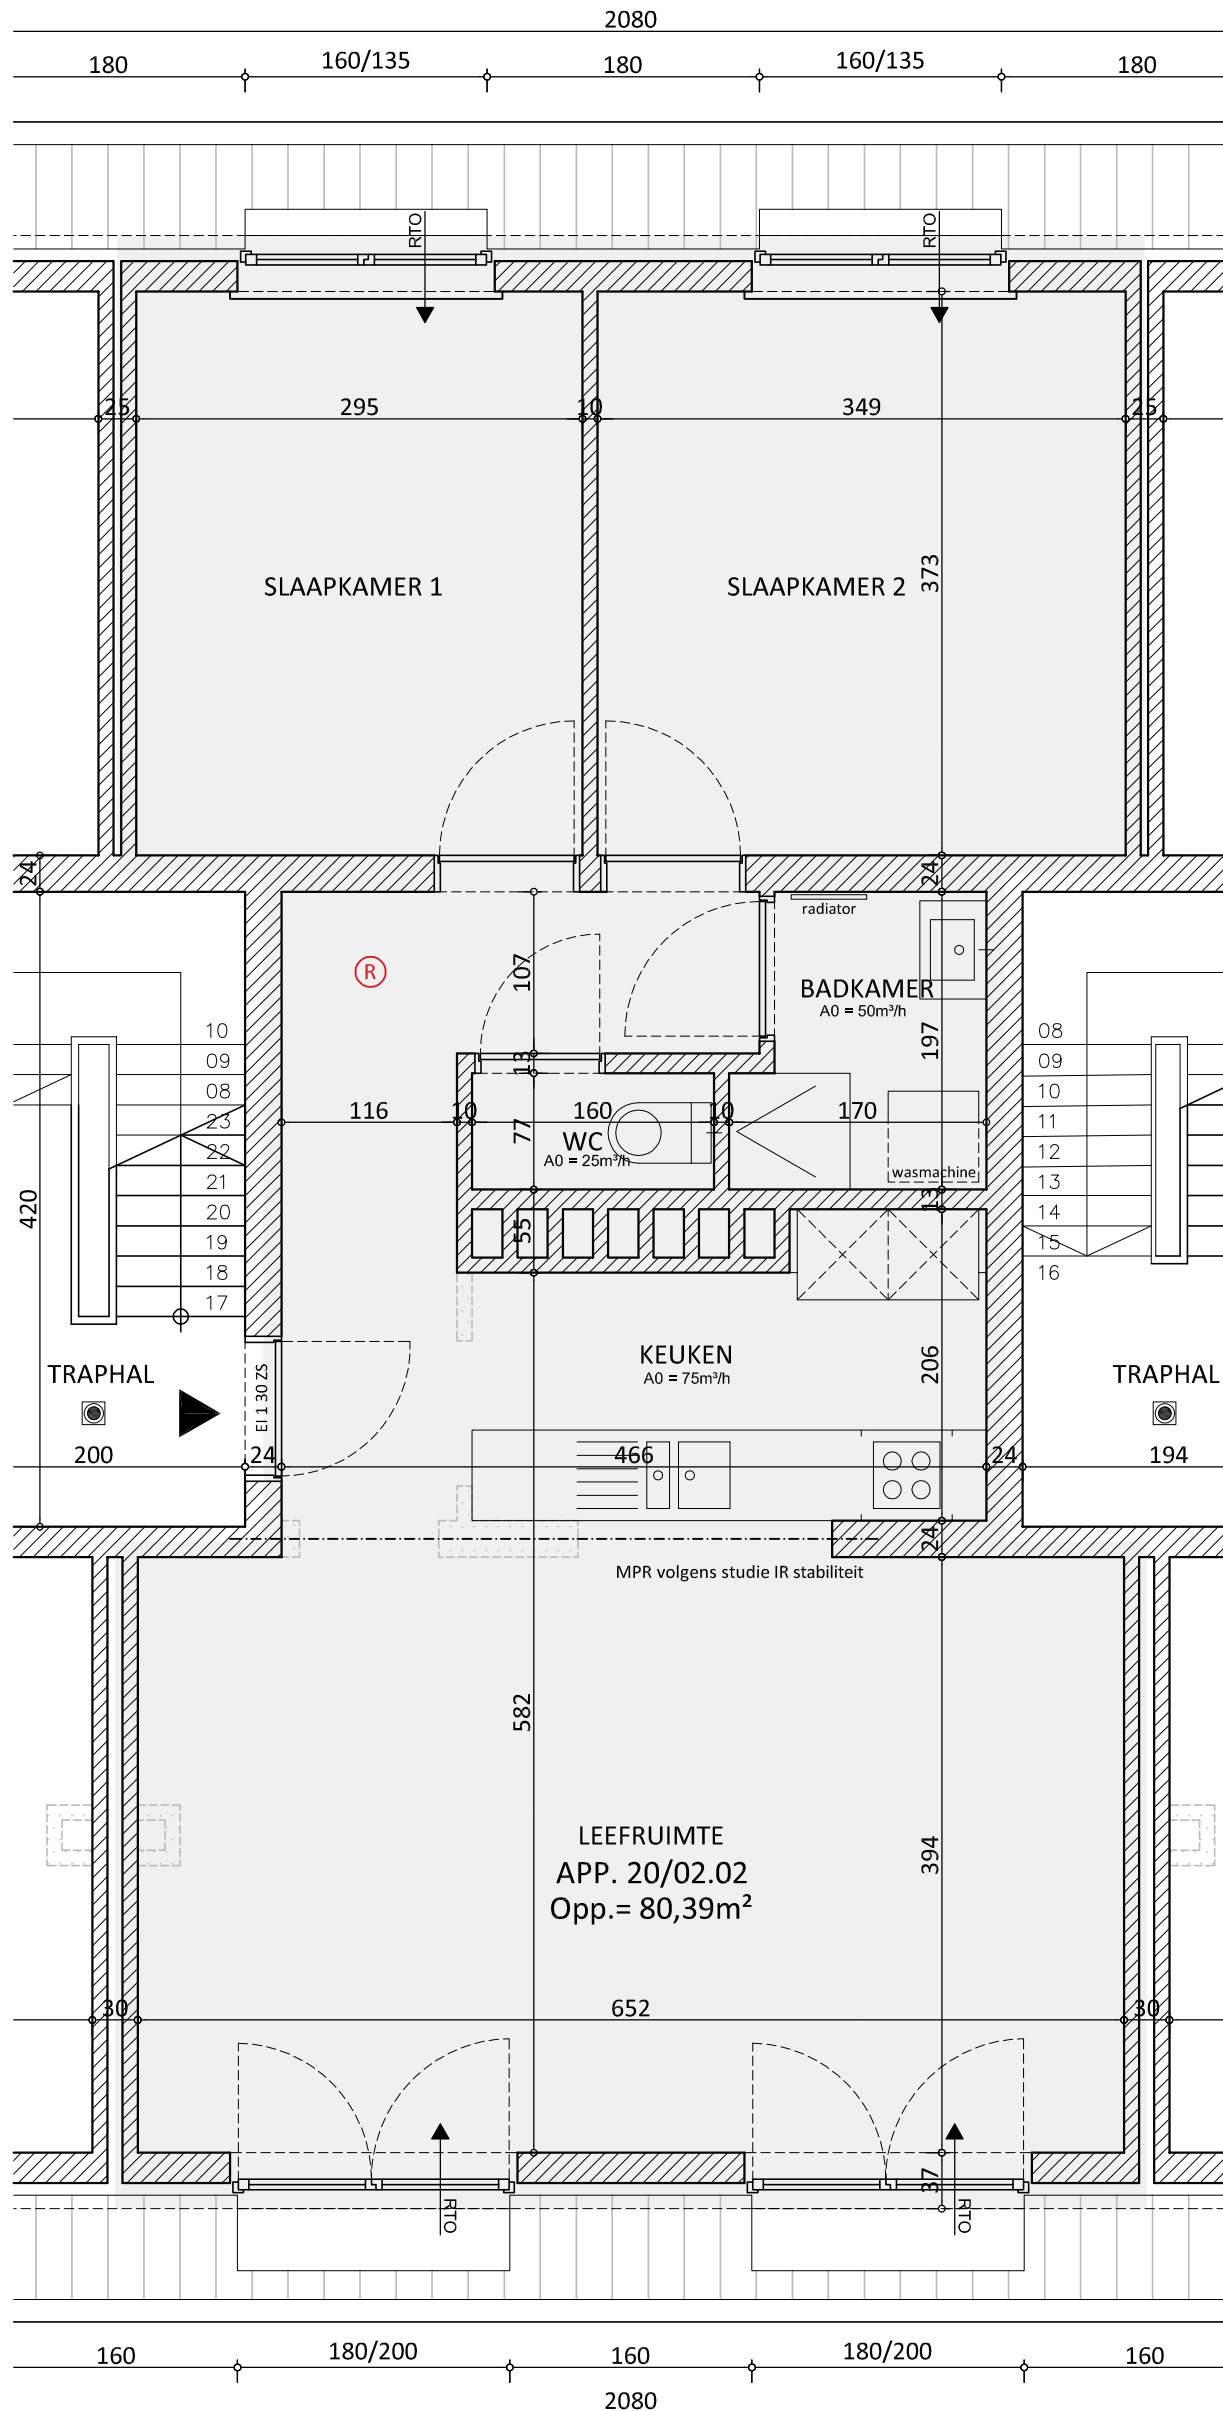 2080
180 160/135 180 160/135 180
RTO RTO
25 295 10 349 25
373
SLAAPKAMER 1 SLAAPKAMER 2
24 24
radiator
R
107
BADKAMER
A0 = 50m³/h
197
10 08
09 09
08 10
23 11
22 12
21 13
20 14
19 15
18 16
17
13
116 10 160 10 170
77
WC
A0 = 25m³/h
wasmachine
420
13
55
KEUKEN
A0 = 75m³/h
206
TRAPHAL TRAPHAL
EI 1 30 ZS
200 24 466 24 194
24
MPR volgens studie IR stabiliteit
582
394
LEEFRUIMTE
APP. 20/02.02
Opp.= 80,39m²
30 652 30
37
RTO RTO
160 180/200 160 180/200 160
2080